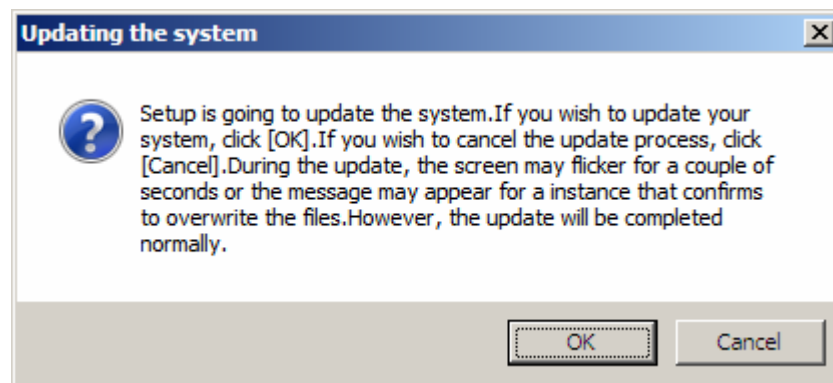 Updating the system
Setup is going to update the system.If you wish to update your
system, click [OK].If you wish to cancel the update process, click
[Cancel].During the update, the screen may flicker for a couple of
seconds or the message may appear for a instance that confirms
to overwrite the files.However, the update will be completed
normally.
OK
Cancel